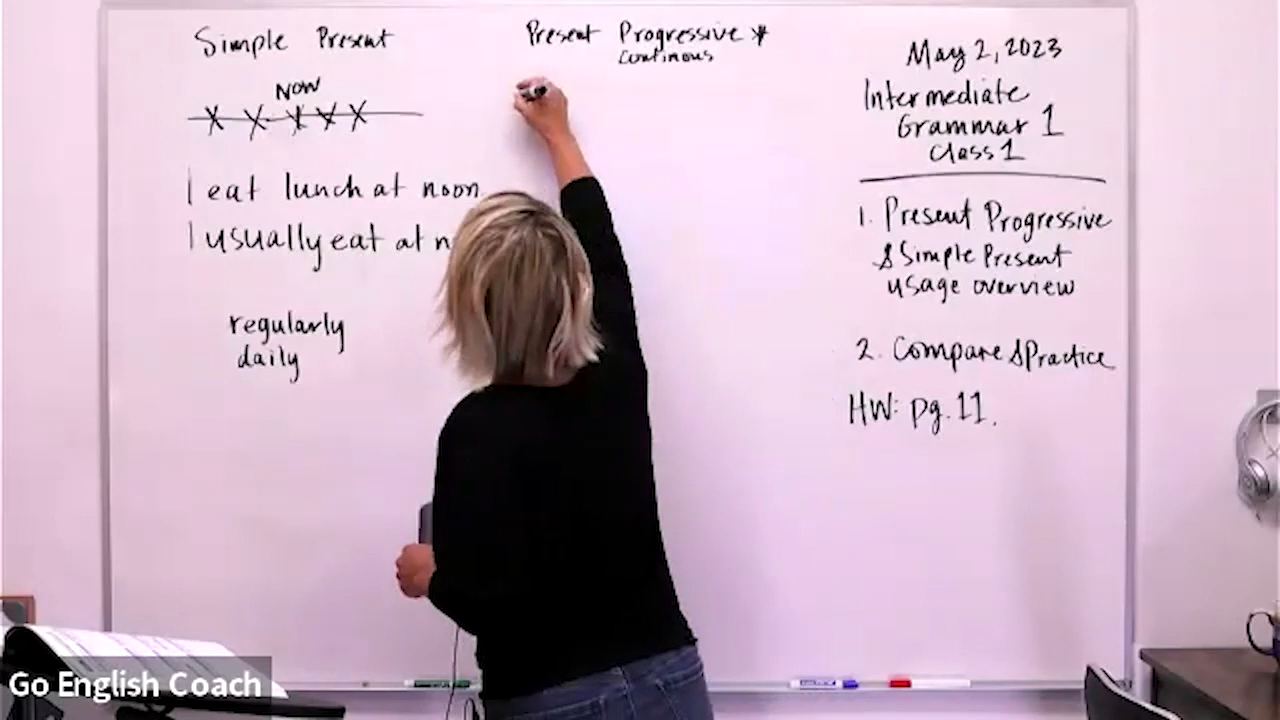 Simple Present
NOW
I eat lunch at noon
I usually eat at n
regularly
daily
Present Progressive *
Continous
May 2, 2023
Intermediate
Grammar 1
Class 1
1. Present Progressive
& Simple Present
usage overview
2. Compare & Practice
HW: pg. 11.
Go English Coach